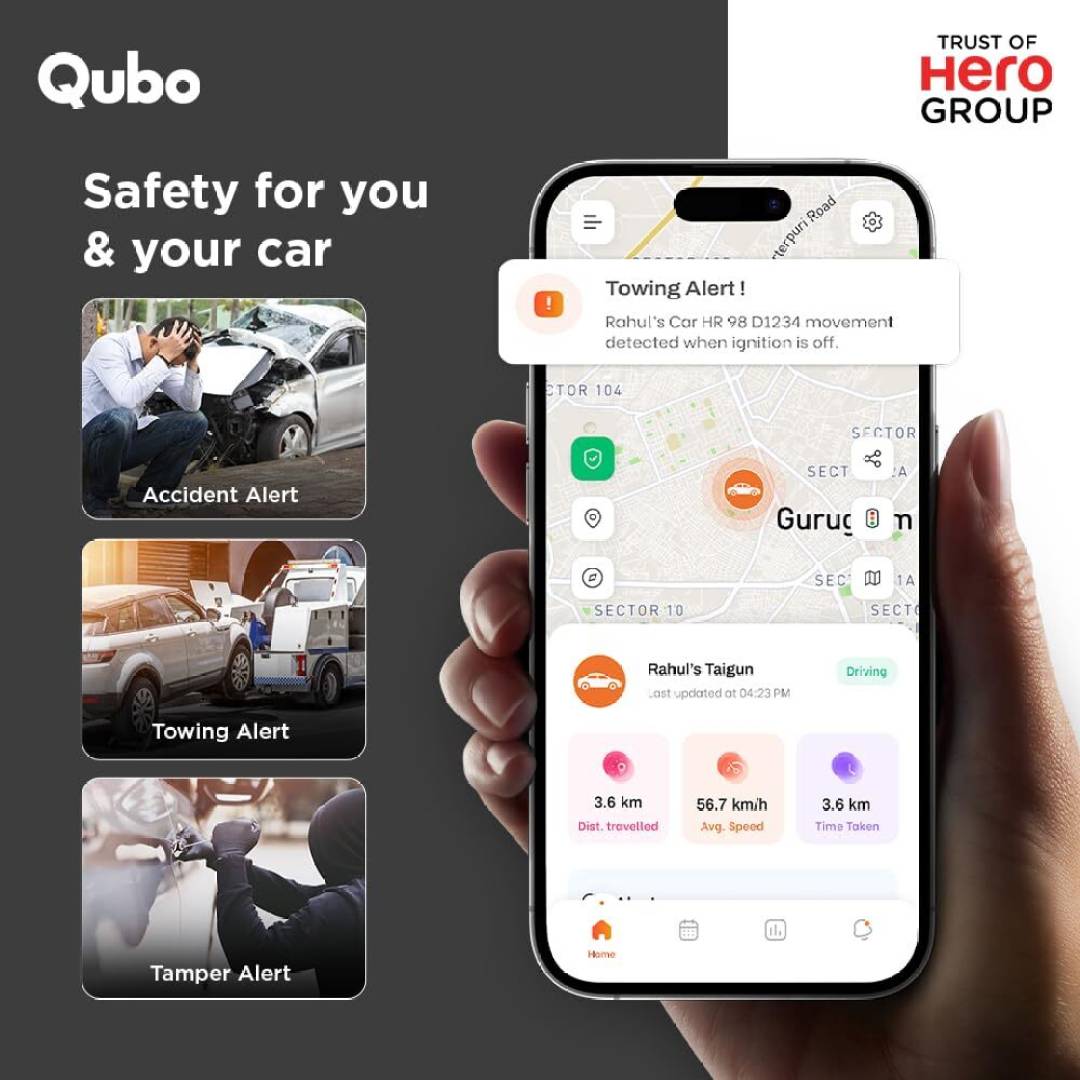 Qubo
TRUST OF
Hero
GROUP
Safety for you
& your car
Accident Alert
Towing Alert
Tamper Alert
terpuri Road
Towing Alert !
Rahul's Car HR 98 D1234 movement
detected when ignition is off.
CTOR 104
SECTOR
SECT
2A
Gurug
m
SEC
1A
SECTOR 10
SECTO
Rahul's Taigun
Driving
Last updated at 04:23 PM
3.6 km
56.7 km/h
3.6 km
Dist. travelled
Avg. Speed
Time Taken
Home